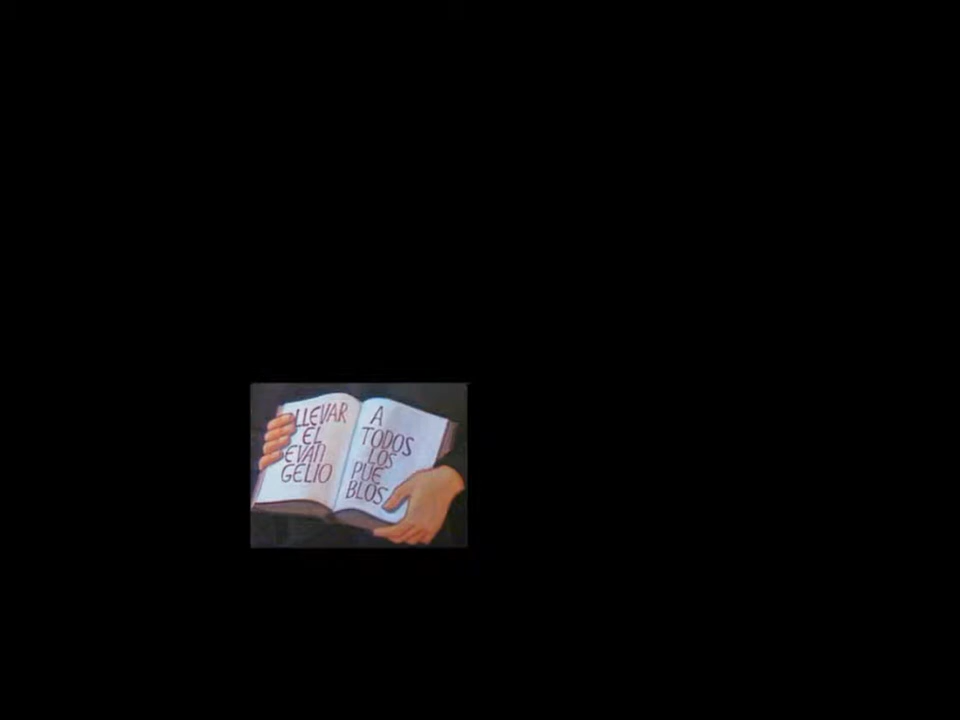 LLEVAR
EL
EVAN
GELIO
A
TODOS
LOS
PUE
BLOS